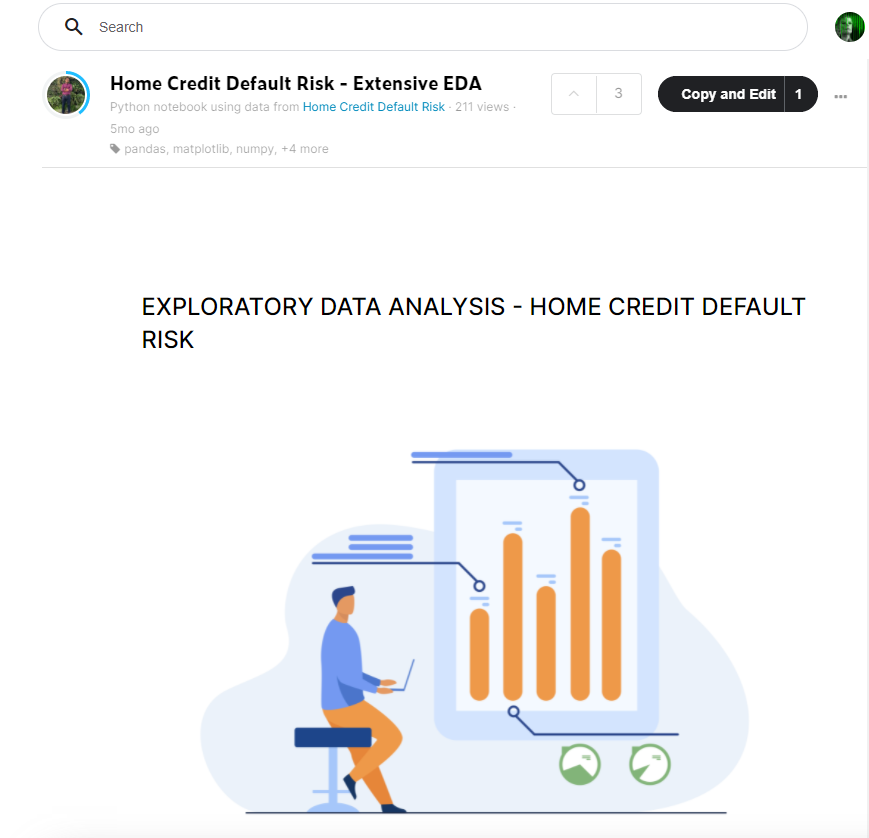 Search
Home Credit Default Risk - Extensive EDA
Python notebook using data from Home Credit Default Risk · 211 views ·
5mo ago
pandas, matplotlib, numpy, +4 more
3
Copy and Edit 1
EXPLORATORY DATA ANALYSIS - HOME CREDIT DEFAULT
RISK